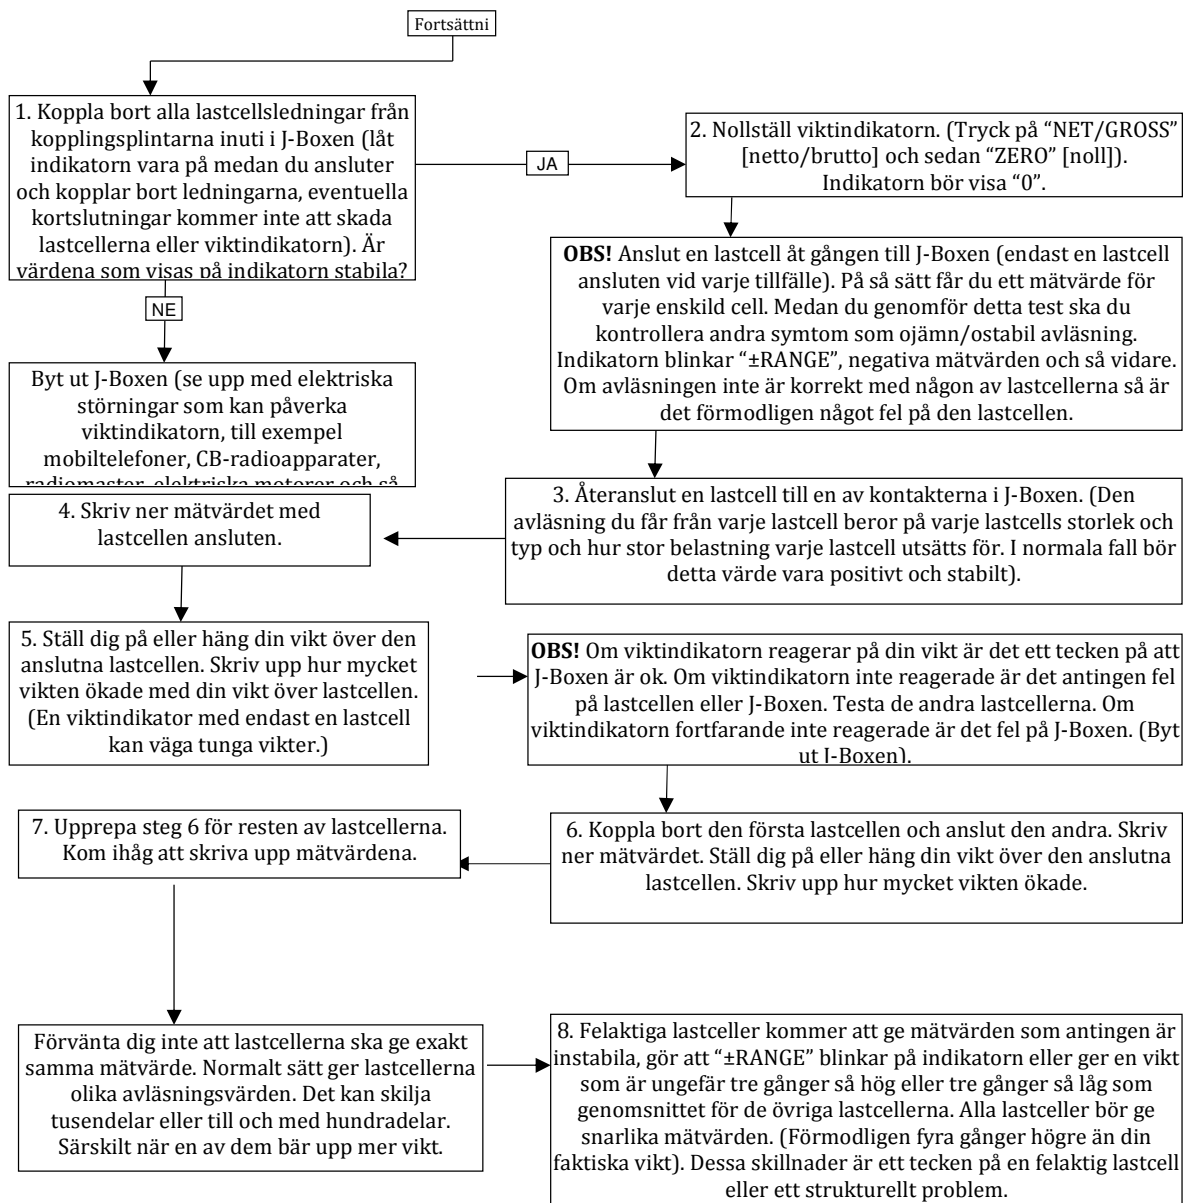 Fortsättni
1. Koppla bort alla lastcellsledningar från
kopplingsplintarna inuti i J-Boxen (låt
indikatorn vara på medan du ansluter
och kopplar bort ledningarna, eventuella
kortslutningar kommer inte att skada
lastcellerna eller viktindikatorn). Är
värdena som visas på indikatorn stabila?
JA
2. Nollställ viktindikatorn. (Tryck på “NET/GROSS”
[netto/brutto] och sedan “ZERO” [noll]).
Indikatorn bör visa “0”.
NE
OBS! Anslut en lastcell åt gången till J-Boxen (endast en lastcell
ansluten vid varje tillfälle). På så sätt får du ett mätvärde för
varje enskild cell. Medan du genomför detta test ska du
kontrollera andra symtom som ojämn/ostabil avläsning.
Indikatorn blinkar “±RANGE”, negativa mätvärden och så vidare.
Om avläsningen inte är korrekt med någon av lastcellerna så är
det förmodligen något fel på den lastcellen.
Byt ut J-Boxen (se upp med elektriska
störningar som kan påverka
viktindikatorn, till exempel
mobiltelefoner, CB-radioapparater,
radiomaster, elektriska motorer och så
3. Återanslut en lastcell till en av kontakterna i J-Boxen. (Den
avläsning du får från varje lastcell beror på varje lastcells storlek och
typ och hur stor belastning varje lastcell utsätts för. I normala fall bör
detta värde vara positivt och stabilt).
4. Skriv ner mätvärdet med
lastcellen ansluten.
5. Ställ dig på eller häng din vikt över den
anslutna lastcellen. Skriv upp hur mycket
vikten ökade med din vikt över lastcellen.
(En viktindikator med endast en lastcell
kan väga tunga vikter.)
OBS! Om viktindikatorn reagerar på din vikt är det ett tecken på att
J-Boxen är ok. Om viktindikatorn inte reagerade är det antingen fel
på lastcellen eller J-Boxen. Testa de andra lastcellerna. Om
viktindikatorn fortfarande inte reagerade är det fel på J-Boxen. (Byt
ut J-Boxen).
6. Koppla bort den första lastcellen och anslut den andra. Skriv
ner mätvärdet. Ställ dig på eller häng din vikt över den anslutna
lastcellen. Skriv upp hur mycket vikten ökade.
7. Upprepa steg 6 för resten av lastcellerna.
Kom ihåg att skriva upp mätvärdena.
Förvänta dig inte att lastcellerna ska ge exakt
samma mätvärde. Normalt sätt ger lastcellerna
olika avläsningsvärden. Det kan skilja
tusendelar eller till och med hundradelar.
Särskilt när en av dem bär upp mer vikt.
8. Felaktiga lastceller kommer att ge mätvärden som antingen är
instabila, gör att “±RANGE” blinkar på indikatorn eller ger en vikt
som är ungefär tre gånger så hög eller tre gånger så låg som
genomsnittet för de övriga lastcellerna. Alla lastceller bör ge
snarlika mätvärden. (Förmodligen fyra gånger högre än din
faktiska vikt). Dessa skillnader är ett tecken på en felaktig lastcell
eller ett strukturellt problem.